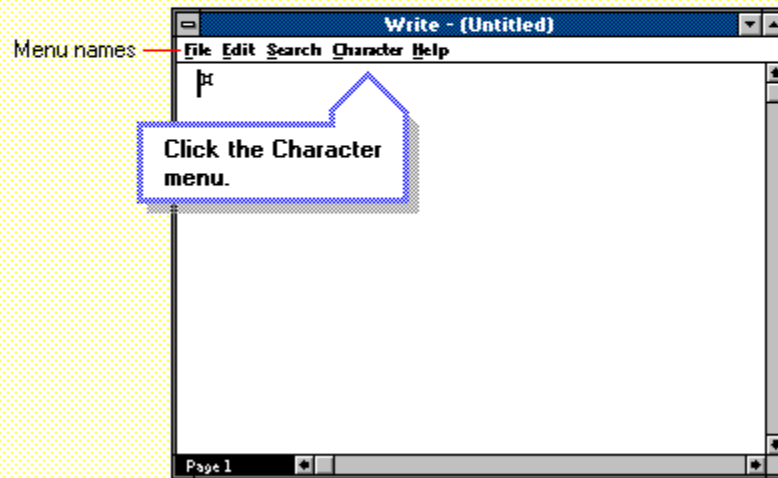 Write - (Untitled)
Menu names
File Edit Search Character Help
¤
Click the Character
menu.
Page 1